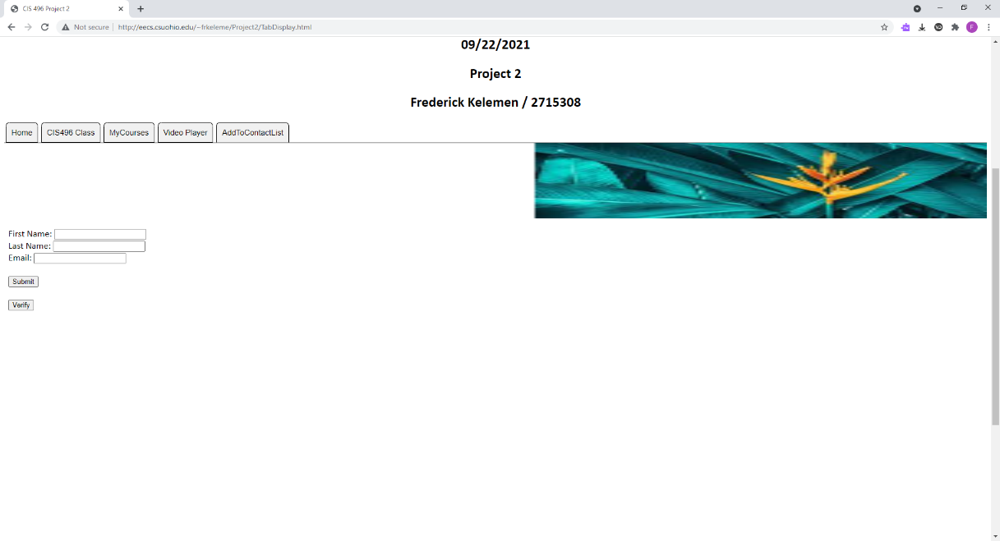 CIS 496 Project 2
Not secure
http://eecs.csuohio.edu/~frkeleme/Project2/TabDisplay.html
F
09/22/2021
Project 2
Frederick Kelemen / 2715308
Home CIS496 Class MyCourses Video Player AddToContactList
First Name:
Last Name:
Email:
Submit
Verify